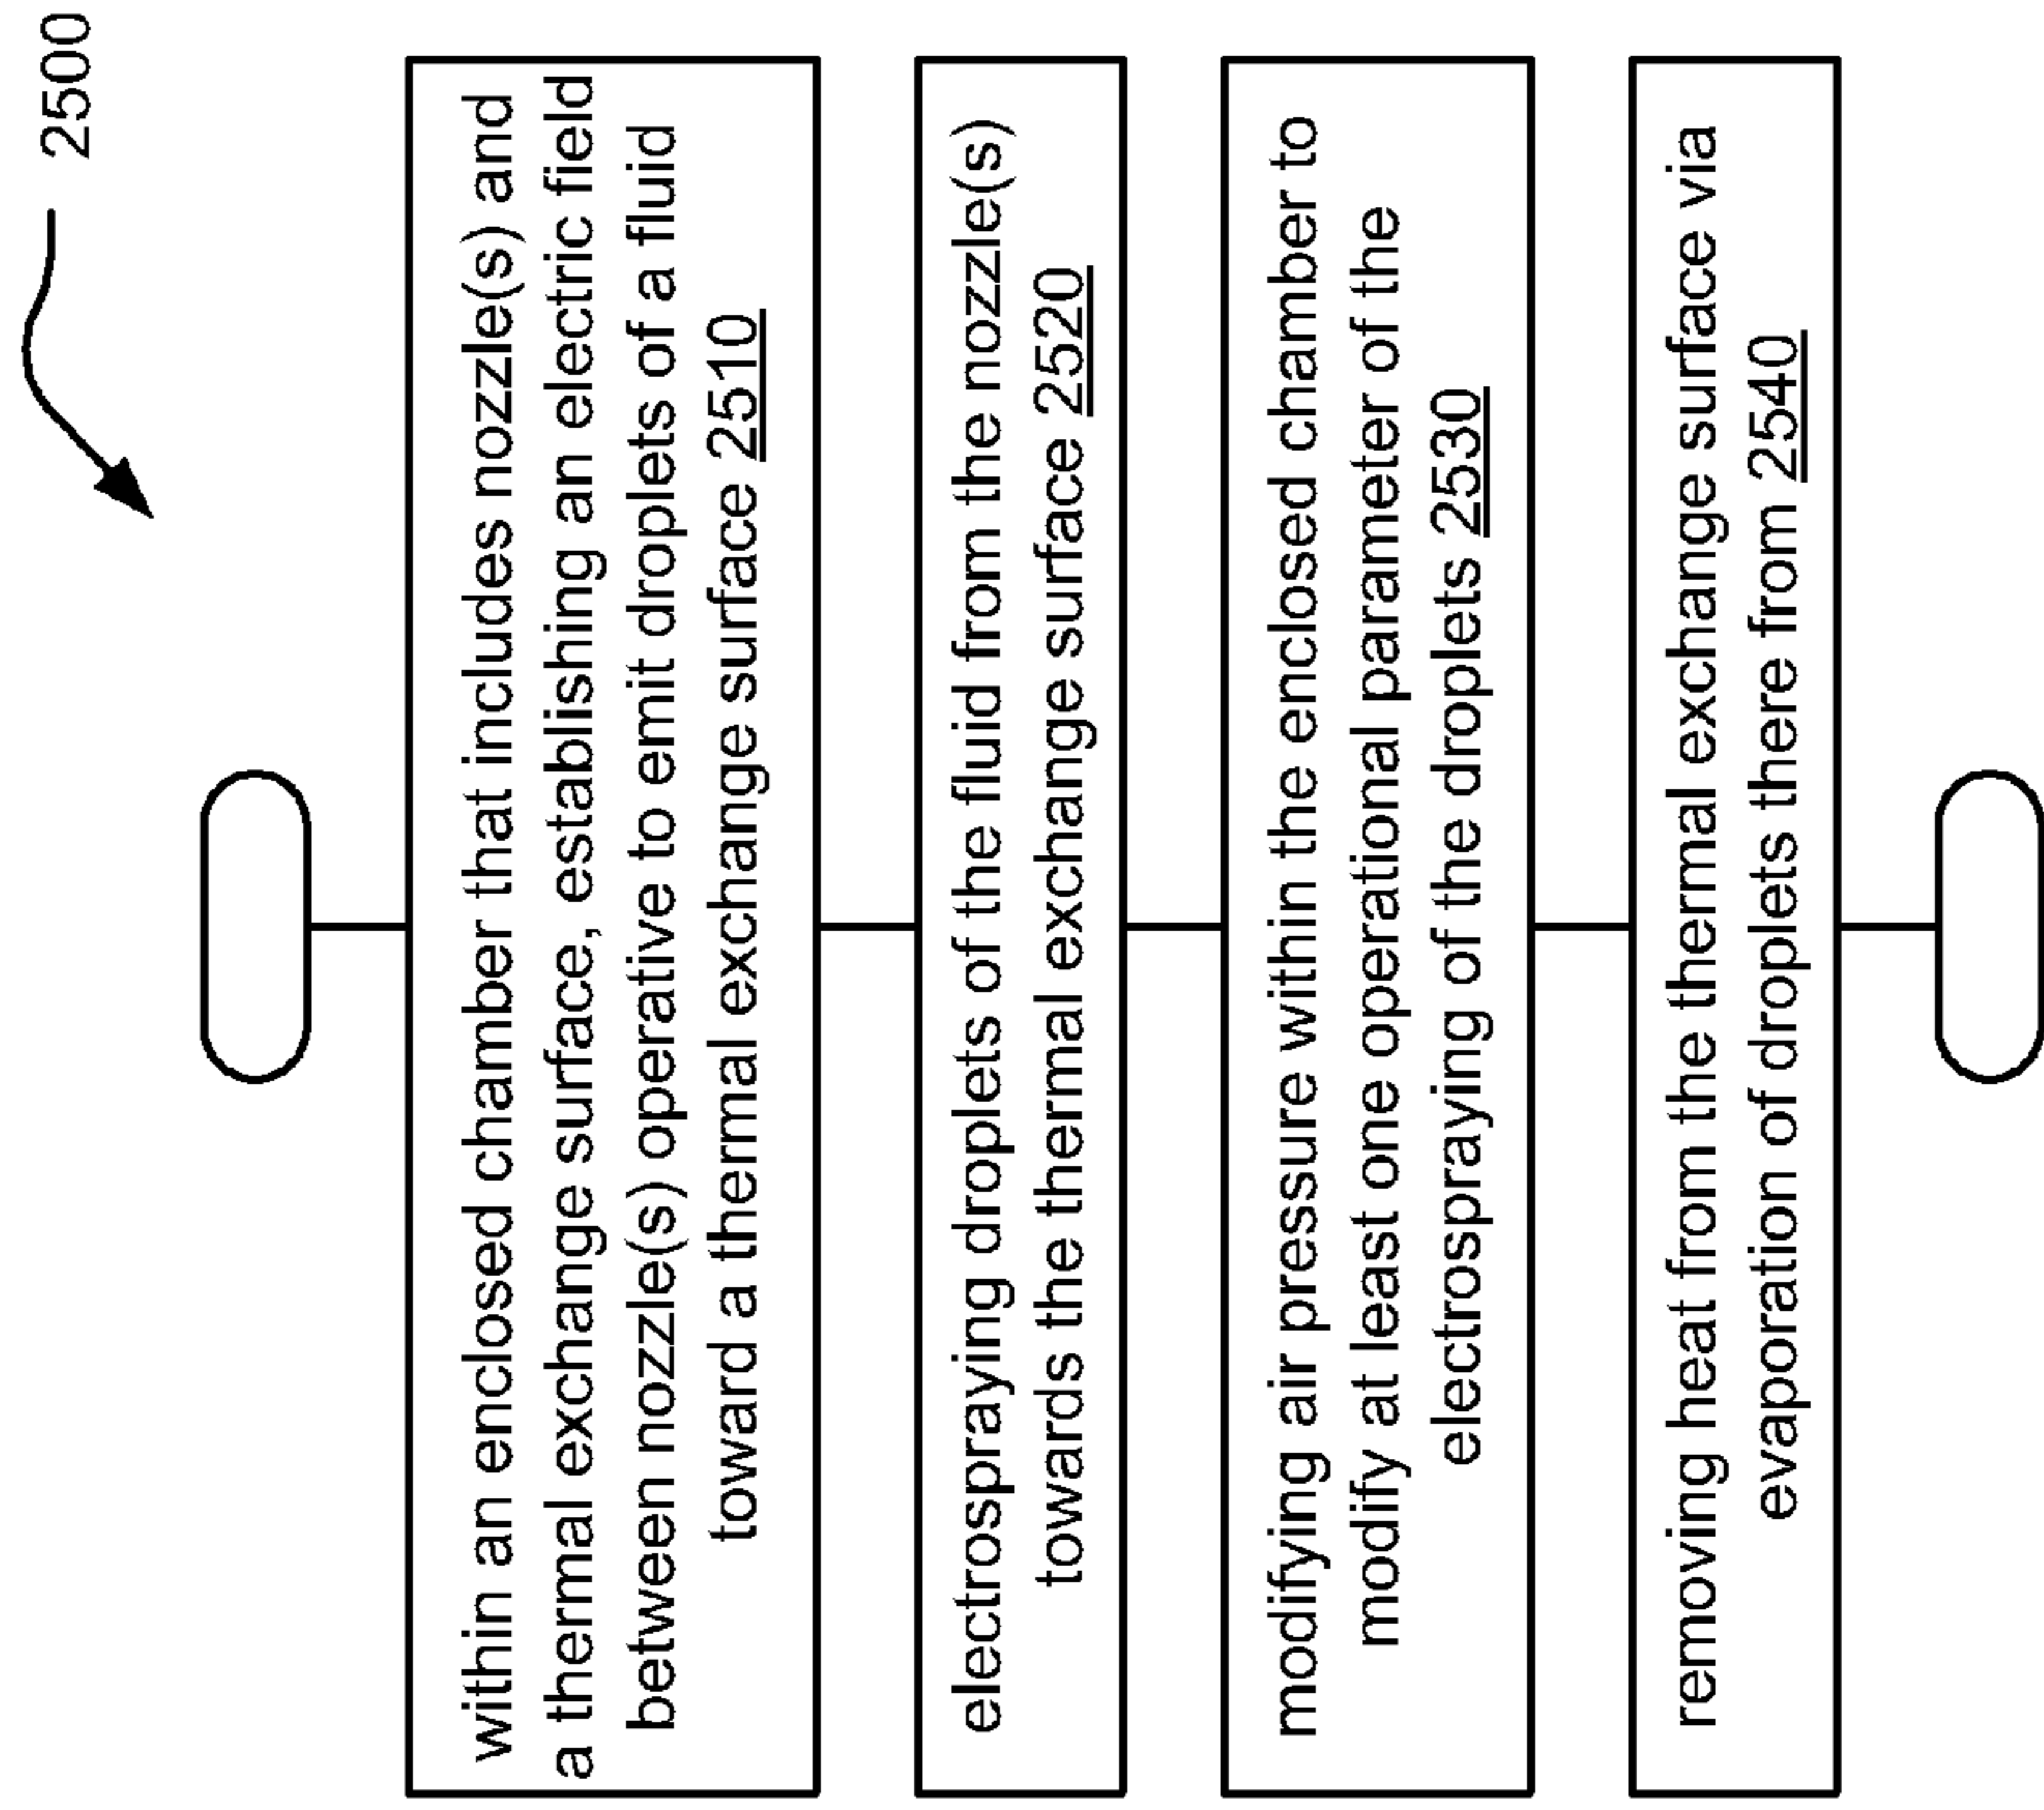 2500
within an enclosed chamber that includes nozzle(s) and
a thermal exchange surface, establishing an electric field
between nozzle(s) operative to emit droplets of a fluid
toward a thermal exchange surface 2510
electrospraying droplets of the fluid from the nozzle(s)
towards the thermal exchange surface 2520
modifying air pressure within the enclosed chamber to
modify at least one operational parameter of the
electrospraying of the droplets 2530
removing heat from the thermal exchange surface via
evaporation of droplets there from 2540